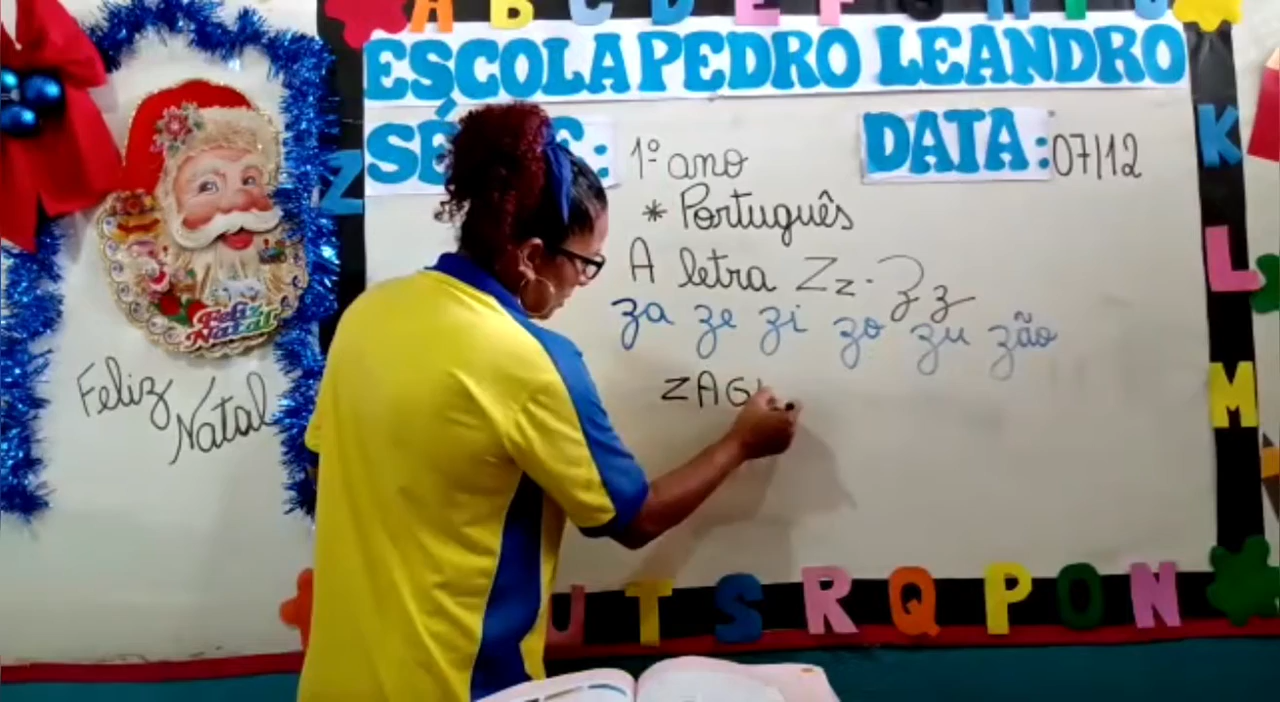 A B C D E F
ESCOLA PEDRO LEANDRO
SÉ E: 1º ano
DATA: 07/12
* Português
A letra Zz - Zz
za ze zi zo zu zão
ZAG
Feliz
Natal
Feliz
Natal
Z
K
L
M
U T S R Q P O N